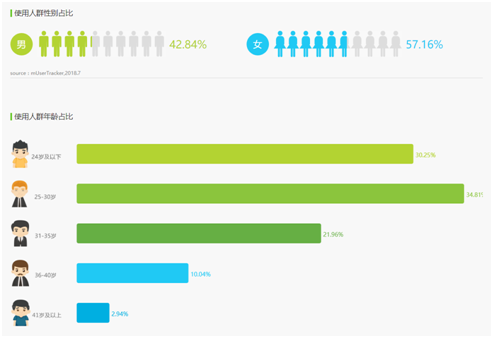 使用人群性别占比
男 42.84% 女 57.16%
source：mUserTracker,2018.7
使用人群年龄占比
24岁及以下 30.25%
25-30岁 34.81%
31-35岁 21.96%
36-40岁 10.04%
41岁及以上 2.94%